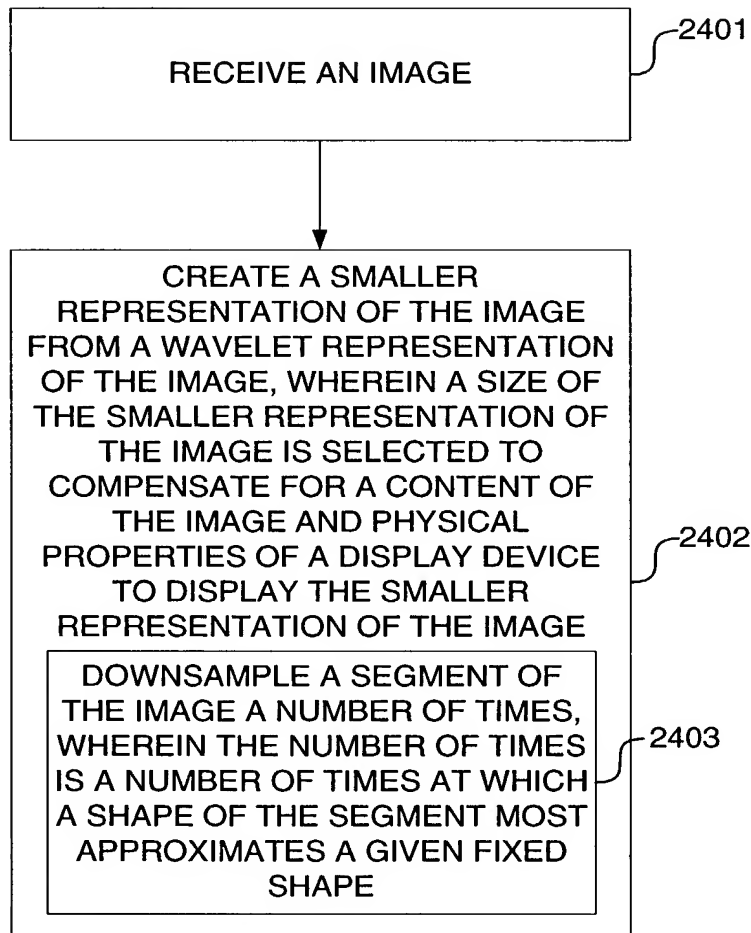 2401
RECEIVE AN IMAGE
CREATE A SMALLER
REPRESENTATION OF THE IMAGE
FROM A WAVELET REPRESENTATION
OF THE IMAGE, WHEREIN A SIZE OF
THE SMALLER REPRESENTATION OF
THE IMAGE IS SELECTED TO
COMPENSATE FOR A CONTENT OF
THE IMAGE AND PHYSICAL
PROPERTIES OF A DISPLAY DEVICE
TO DISPLAY THE SMALLER
REPRESENTATION OF THE IMAGE
2402
DOWNSAMPLE A SEGMENT OF
THE IMAGE A NUMBER OF TIMES,
WHEREIN THE NUMBER OF TIMES
IS A NUMBER OF TIMES AT WHICH
A SHAPE OF THE SEGMENT MOST
APPROXIMATES A GIVEN FIXED
SHAPE
2403